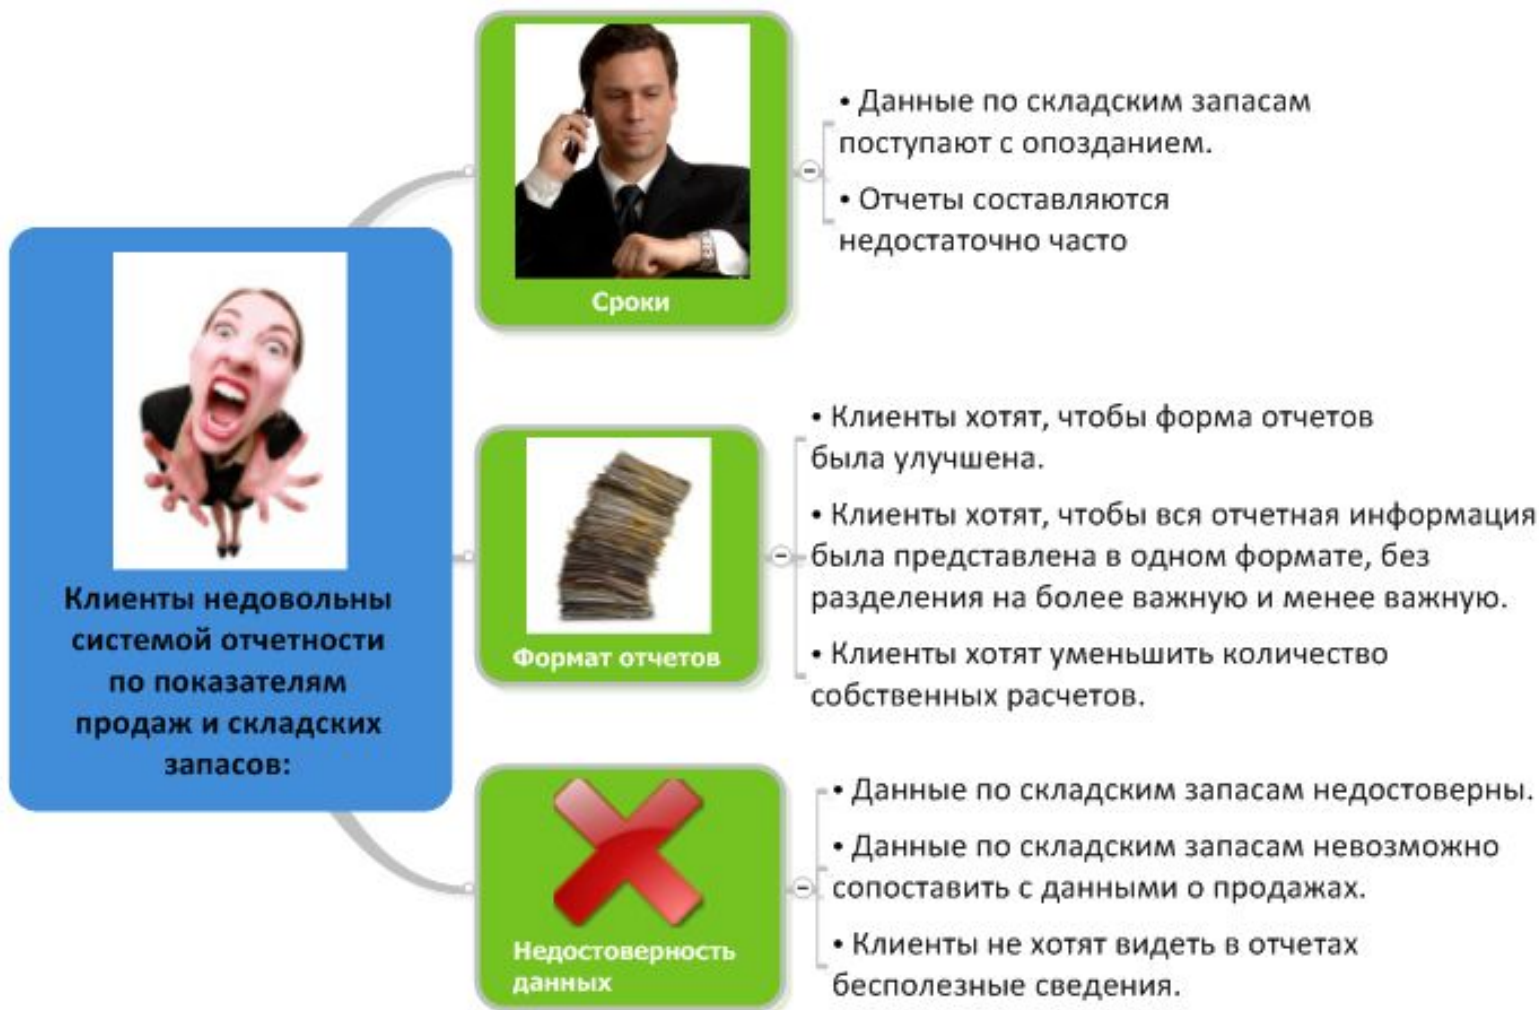 Клиенты недовольны
системой отчетности
по показателям
продаж и складских
запасов:
Сроки
• Данные по складским запасам
поступают с опозданием.
• Отчеты составляются
недостаточно часто
Формат отчетов
• Клиенты хотят, чтобы форма отчетов
была улучшена.
• Клиенты хотят, чтобы вся отчетная информация
была представлена в одном формате, без
разделения на более важную и менее важную.
• Клиенты хотят уменьшить количество
собственных расчетов.
Недостоверность
данных
• Данные по складским запасам недостоверны.
• Данные по складским запасам невозможно
сопоставить с данными о продажах.
• Клиенты не хотят видеть в отчетах
бесполезные сведения.